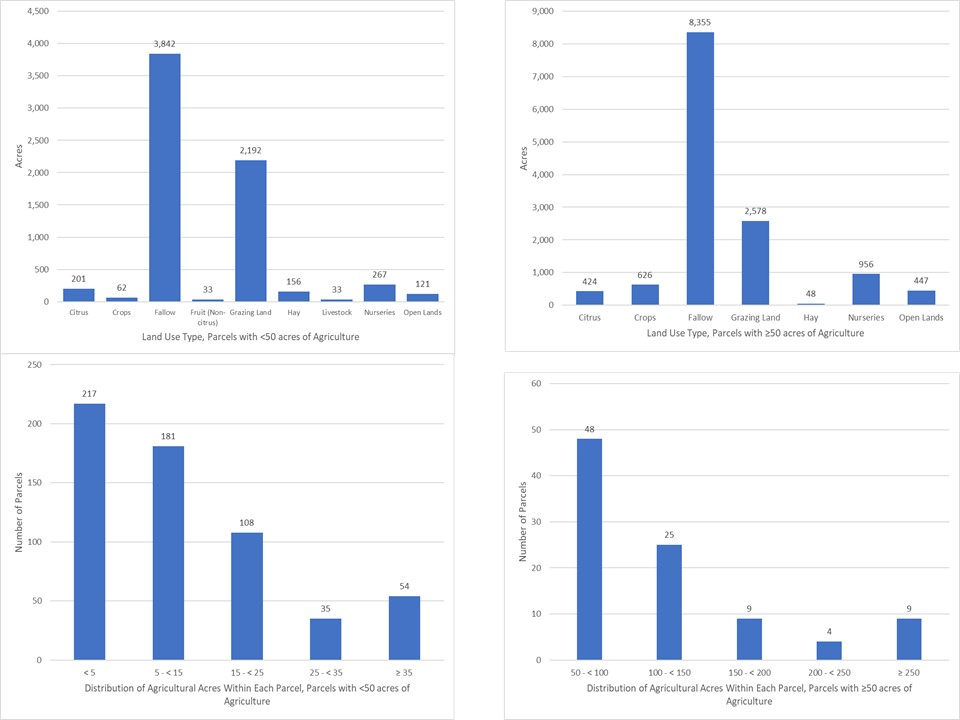 4,500
4,000
3,500
3,000
2,500
2,000
1,500
1,000
500
0
Acres
201
62
3,842
33
2,192
156
33
267
121
Citrus
Crops
Fallow
Fruit (Non-
citrus)
Grazing Land
Hay
Livestock
Nurseries
Open Lands
Land Use Type, Parcels with <50 acres of Agriculture
9,000
8,000
7,000
6,000
5,000
4,000
3,000
2,000
1,000
0
Acres
424
626
8,355
2,578
48
956
447
Citrus
Crops
Fallow
Grazing Land
Hay
Nurseries
Open Lands
Land Use Type, Parcels with ≥50 acres of Agriculture
250
200
150
100
50
0
Number of Parcels
217
181
108
35
54
< 5
5 - < 15
15 - < 25
25 - < 35
≥ 35
Distribution of Agricultural Acres Within Each Parcel, Parcels with <50 acres of
Agriculture
60
50
40
30
20
10
0
Number of Parcels
48
25
9
4
9
50 - < 100
100 - < 150
150 - < 200
200 - < 250
≥ 250
Distribution of Agricultural Acres Within Each Parcel, Parcels with ≥50 acres of
Agriculture